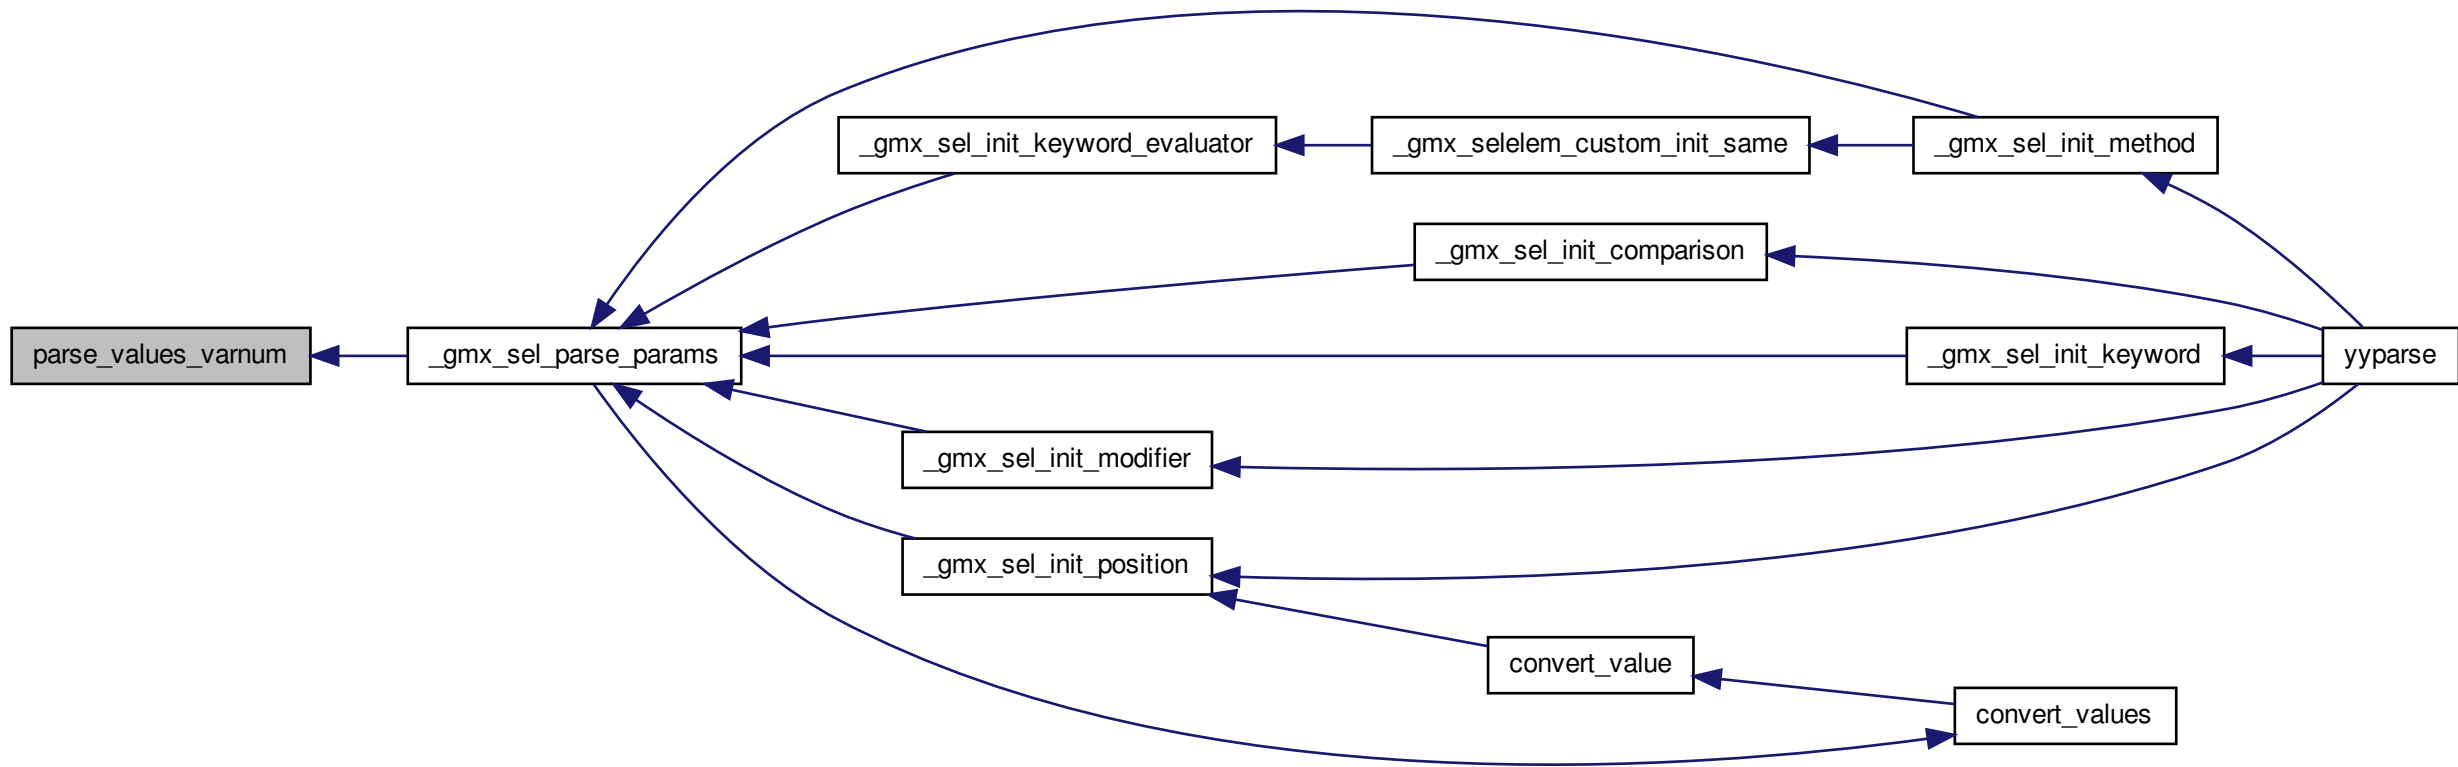 _gmx_sel_init_keyword_evaluator
_gmx_selelem_custom_init_same
_gmx_sel_init_method
_gmx_sel_init_comparison
parse_values_varnum
_gmx_sel_parse_params
_gmx_sel_init_keyword
yyparse
_gmx_sel_init_modifier
_gmx_sel_init_position
convert_value
convert_values